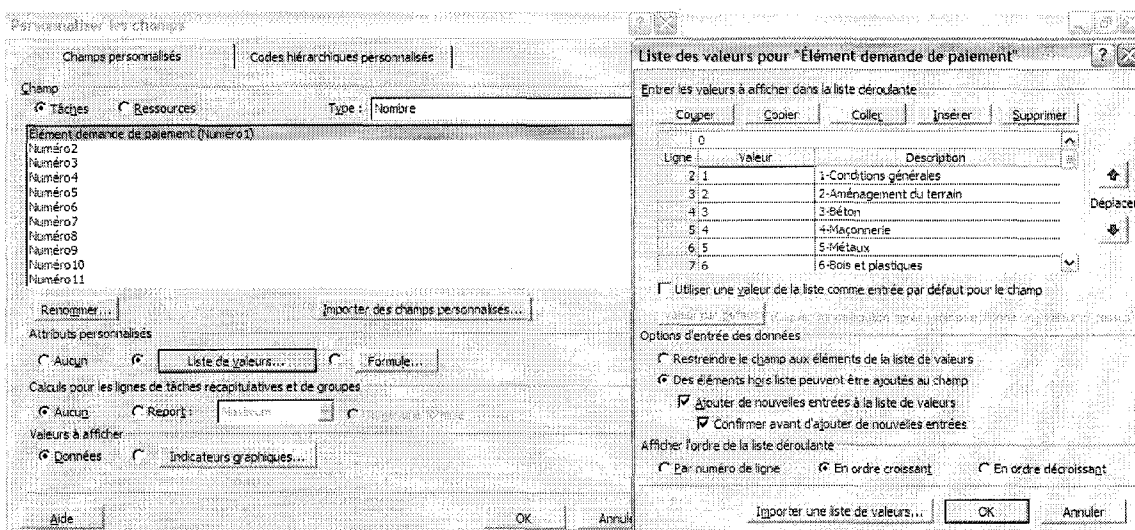 Personnaliser les champs
Champs personnalisés
Codes hiérarchiques personnalisés
Champ
Tâches
Ressources
Type :
Nombre
Elément demande de paiement (Numéro1)
Numéro2
Numéro3
Numéro4
Numéro5
Numéro6
Numéro7
Numéro8
Numéro9
Numéro10
Numéro11
Renommer...
Importer des champs personnalisés...
Attributs personnalisés
Aucun
Liste de valeurs...
Formule...
Calculs pour les lignes de tâches récapitulatives et de groupes
Aucun
Report :
Maximum
Valeurs à afficher
Données
Indicateurs graphiques...
Aide
OK
Annule
Liste des valeurs pour "Élément demande de paiement"
Entrer les valeurs à afficher dans la liste déroulante
Couper
Copier
Coller
Insérer
Supprimer
0
Ligne Valeur Description
2 1 1-Conditions générales
3 2 2-Aménagement du terrain
4 3 3-Béton
5 4 4-Maçonnerie
6 5 5-Métaux
7 6 6-Bois et plastiques
Déplacer
Utiliser une valeur de la liste comme entrée par défaut pour le champ
Options d'entrée des données
Restreindre le champ aux éléments de la liste de valeurs
Des éléments hors liste peuvent être ajoutés au champ
Ajouter de nouvelles entrées à la liste de valeurs
Confirmer avant d'ajouter de nouvelles entrées
Afficher l'ordre de la liste déroulante
Par numéro de ligne
En ordre croissant
En ordre décroissant
Importer une liste de valeurs...
OK
Annuler